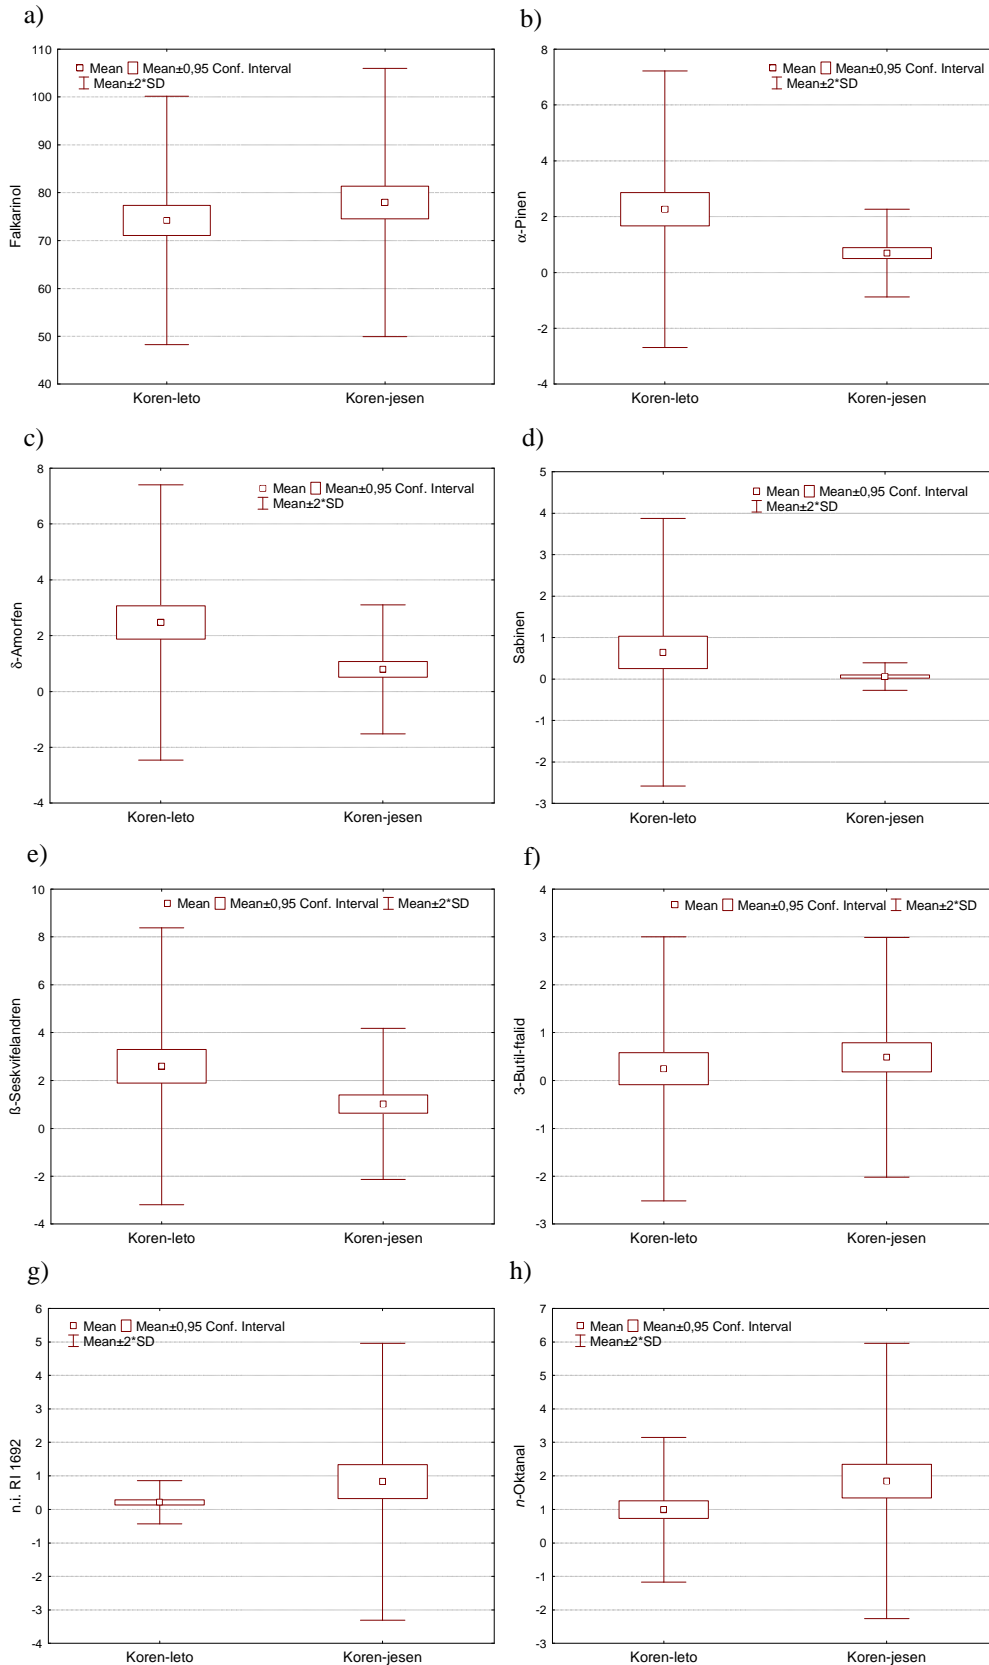 a)
110
100
90
80
70
60
50
40
Falkarinol
Mean Mean±0,95 Conf. Interval
Mean±2*SD
Koren-leto Koren-jesen
b)
8
6
4
2
0
-2
-4
α-Pinen
Mean Mean±0,95 Conf. Interval
Mean±2*SD
Koren-leto Koren-jesen
c)
8
6
4
2
0
-2
-4
δ-Amorfen
Mean Mean±0,95 Conf. Interval
Mean±2*SD
Koren-leto Koren-jesen
d)
5
4
3
2
1
0
-1
-2
-3
Sabinen
Mean Mean±0,95 Conf. Interval
Mean±2*SD
Koren-leto Koren-jesen
e)
10
8
6
4
2
0
-2
-4
ß-Seskvifelandren
Mean Mean±0,95 Conf. Interval Mean±2*SD
Koren-leto Koren-jesen
f)
4
3
2
1
0
-1
-2
-3
3-Butil-ftalid
Mean Mean±0,95 Conf. Interval Mean±2*SD
Koren-leto Koren-jesen
g)
6
5
4
3
2
1
0
-1
-2
-3
-4
n.i. RI 1692
Mean Mean±0,95 Conf. Interval
Mean±2*SD
Koren-leto Koren-jesen
h)
7
6
5
4
3
2
1
0
-1
-2
-3
n-Oktanal
Mean Mean±0,95 Conf. Interval
Mean±2*SD
Koren-leto Koren-jesen